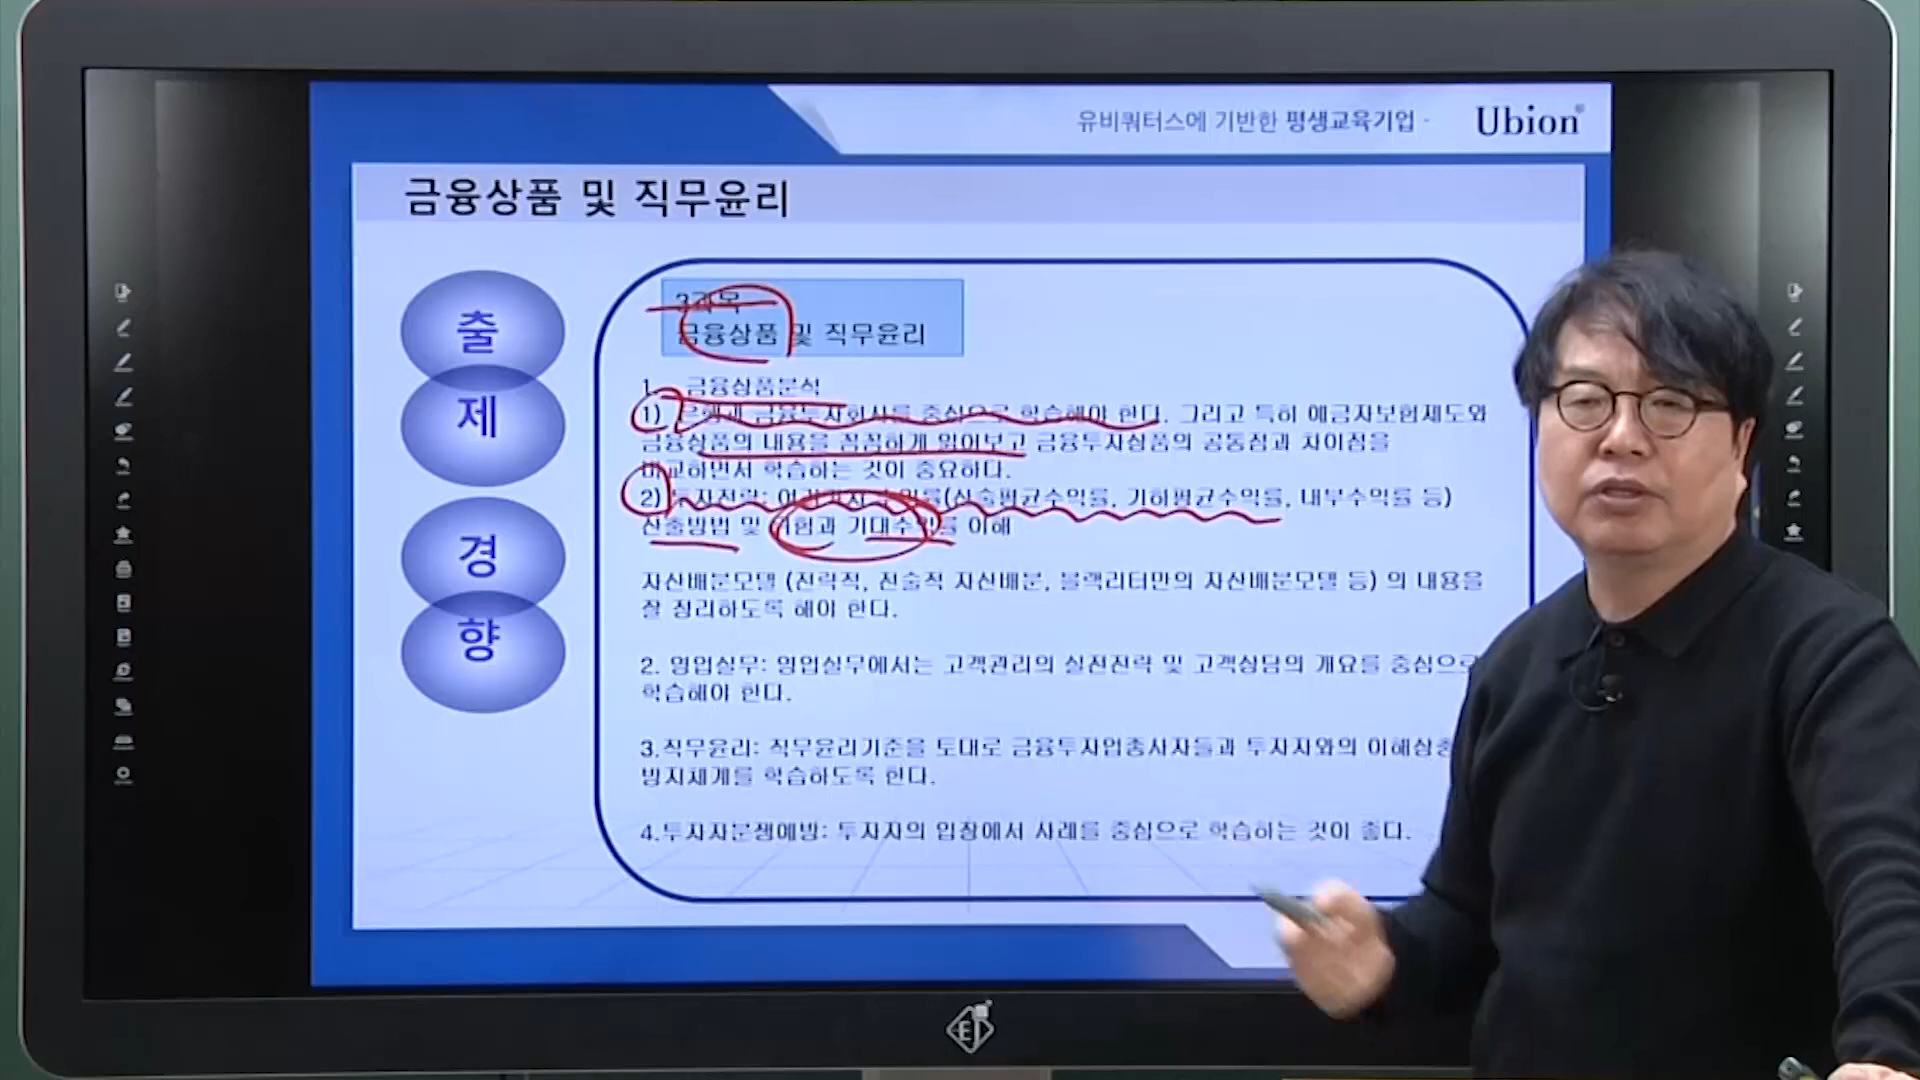 유비쿼터스에 기반한 평생교육기업 -
Ubion
금융상품 및 직무윤리
출
제
경
향
3과목
금융상품 및 직무윤리
1. 금융상품분석
1) 은행과 금융투자회사를 중심으로 학습해야 한다. 그리고 특히 예금자보험제도와
금융상품의 내용을 꼼꼼하게 읽어보고 금융투자상품의 공통점과 차이점을
비교하면서 학습하는 것이 중요하다.
2) 투자전략: 여러가지 수익률(산술평균수익률, 기하평균수익률, 내부수익률 등)
산출방법 및 위험과 기대수익률 이해
자산배분모델 (전략적, 전술적 자산배분, 블랙리터만의 자산배분모델 등) 의 내용을
잘 정리하도록 해야 한다.
2. 영업실무: 영업실무에서는 고객관리의 실전전략 및 고객상담의 개요를 중심으로
학습해야 한다.
3.직무윤리: 직무윤리기준을 토대로 금융투자업종사자들과 투자자와의 이해상충
방지체계를 학습하도록 한다.
4.투자자분쟁예방: 투자자의 입장에서 사례를 중심으로 학습하는 것이 좋다.